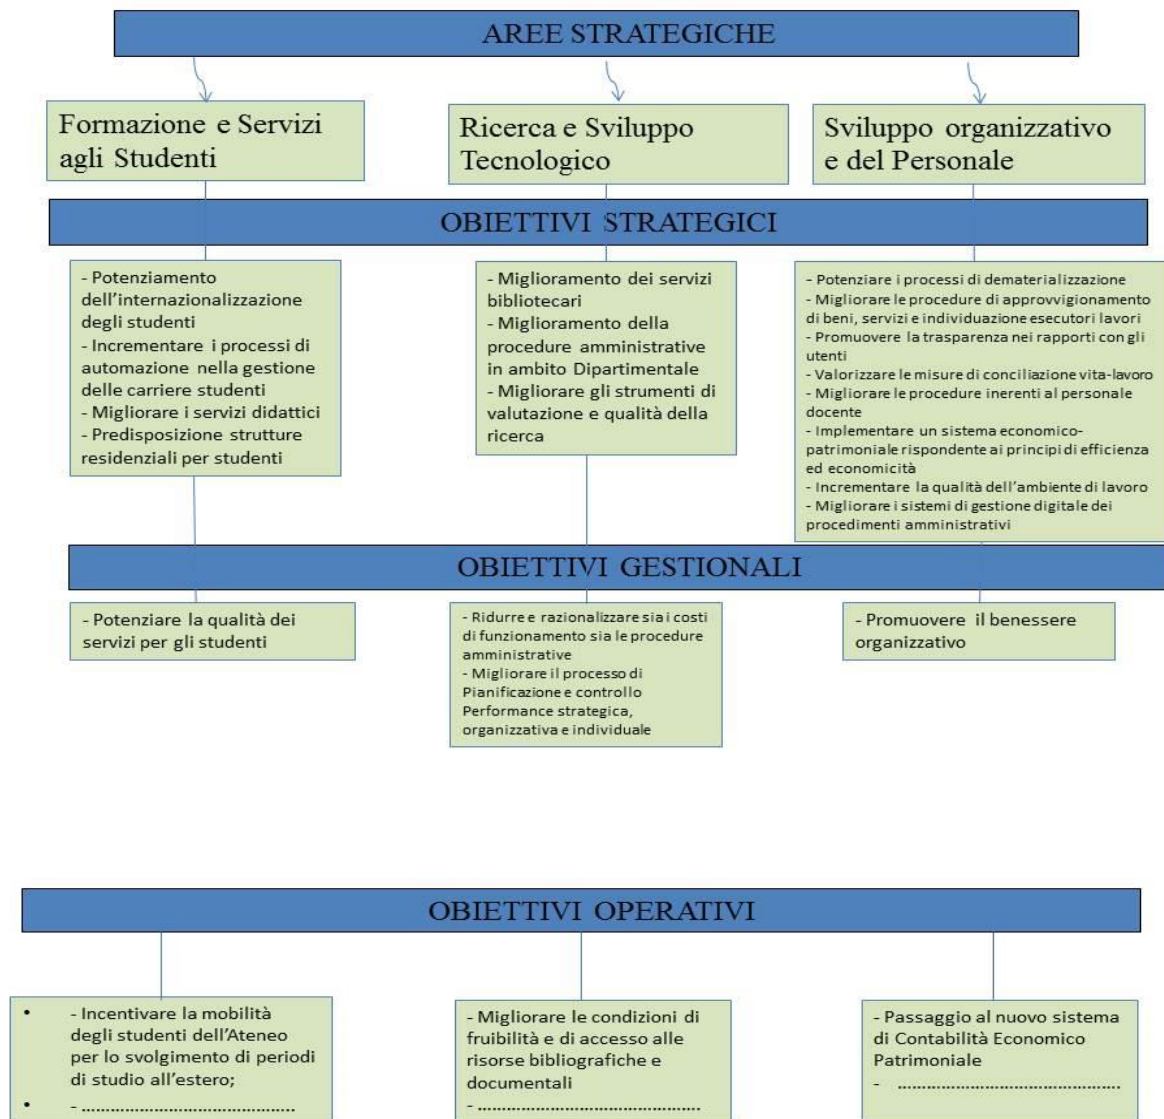 AREE STRATEGICHE
Formazione e Servizi
agli Studenti
Ricerca e Sviluppo
Tecnologico
Sviluppo organizzativo
e del Personale
OBIETTIVI STRATEGICI
- Potenziamento
dell'internazionalizzazione
degli studenti
- Incrementare i processi di
automazione nella gestione
delle carriere studenti
- Migliorare i servizi didattici
- Predisposizione strutture
residenziali per studenti
- Miglioramento dei servizi
bibliotecari
- Miglioramento della
procedure amministrative
in ambito Dipartimentale
- Migliorare gli strumenti di
valutazione e qualità della
ricerca
- Potenziare i processi di dematerializzazione
- Migliorare le procedure di approvvigionamento
di beni, servizi e individuazione esecutori lavori
- Promuovere la trasparenza nei rapporti con gli
utenti
- Valorizzare le misure di conciliazione vita-lavoro
- Migliorare le procedure inerenti al personale
docente
- Implementare un sistema economico-
patrimoniale rispondente ai principi di efficienza
ed economicità
- Incrementare la qualità dell'ambiente di lavoro
- Migliorare i sistemi di gestione digitale dei
procedimenti amministrativi
OBIETTIVI GESTIONALI
- Potenziare la qualità dei
servizi per gli studenti
- Ridurre e razionalizzare sia i costi
di funzionamento sia le procedure
amministrative
- Migliorare il processo di
Pianificazione e controllo
Performance strategica,
organizzativa e individuale
- Promuovere il benessere
organizzativo
OBIETTIVI OPERATIVI
• - Incentivare la mobilità
degli studenti dell'Ateneo
per lo svolgimento di periodi
di studio all'estero;
• - ........................................
- Migliorare le condizioni di
fruibilità e di accesso alle
risorse bibliografiche e
documentali
- ..........................................
- Passaggio al nuovo sistema
di Contabilità Economico
Patrimoniale
- ..........................................